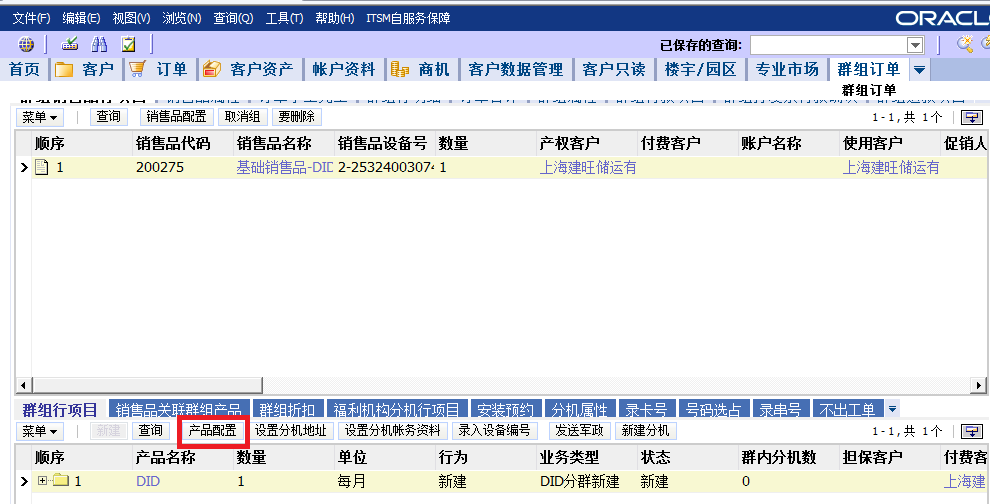 文件(F) 编辑(E) 视图(V) 浏览(N) 查询(Q) 工具(T) 帮助(H) ITSM自服务保障 ORACL
已保存的查询:
首页 客户 订单 客户资产 帐户资料 商机 客户数据管理 客户只读 楼宇/园区 专业市场 群组订单
群组订单
菜单 查询 销售品配置 取消组 要删除 1-1,共 1个
顺序 销售品代码 销售品名称 销售品设备号 数量 产权客户 付费客户 账户名称 使用客户 促销人
1 200275 基础销售品-DID 2-25324003074 1 上海建旺储运有 上海建旺储运有
群组行项目 销售品关联群组产品 群组折扣 福利机构分机行项目 安装预约 分机属性 录卡号 号码选占 录串号 不出工单
菜单 新建 查询 产品配置 设置分机地址 设置分机帐务资料 录入设备编号 发送军政 新建分机 1-1,共 1个
顺序 产品名称 数量 单位 行为 业务类型 状态 群内分机数 担保客户 付费客
1 DID 1 每月 新建 DID分群新建 新建 0 上海建